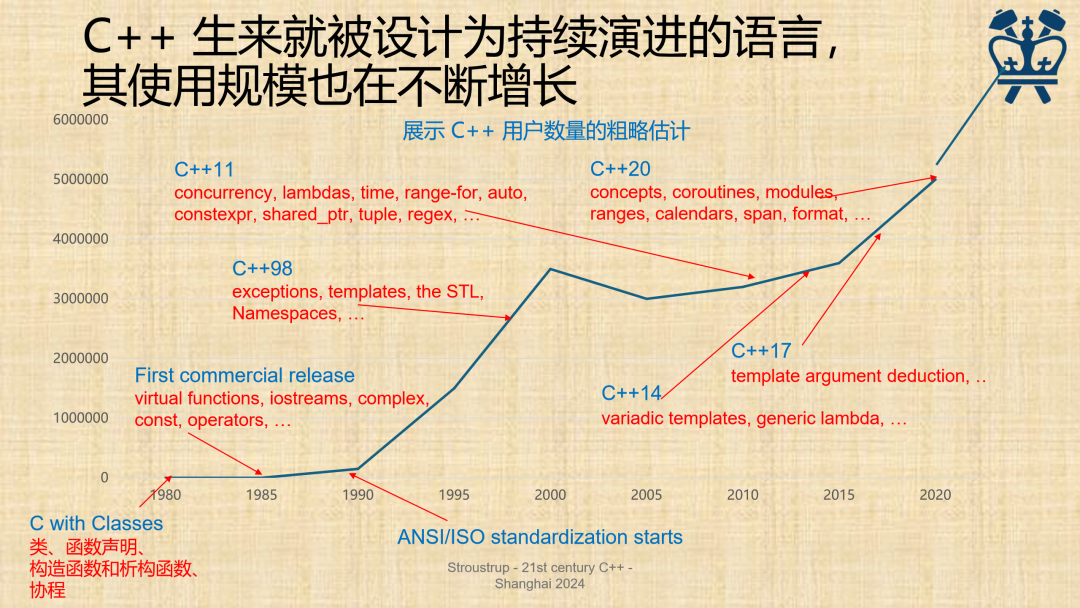 C++ 生来就被设计为持续演进的语言，
其使用规模也在不断增长
展示 C++ 用户数量的粗略估计
6000000
5000000
4000000
3000000
2000000
1000000
0
C++11
concurrency, lambdas, time, range-for, auto,
constexpr, shared_ptr, tuple, regex, …
C++20
concepts, coroutines, modules,
ranges, calendars, span, format, …
C++98
exceptions, templates, the STL,
Namespaces, …
C++17
template argument deduction, ..
First commercial release
virtual functions, iostreams, complex,
const, operators, …
C++14
variadic templates, generic lambda, …
1980 1985 1990 1995 2000 2005 2010 2015 2020
C with Classes
类、函数声明、
构造函数和析构函数、
协程
ANSI/ISO standardization starts
Stroustrup - 21st century C++ -
Shanghai 2024